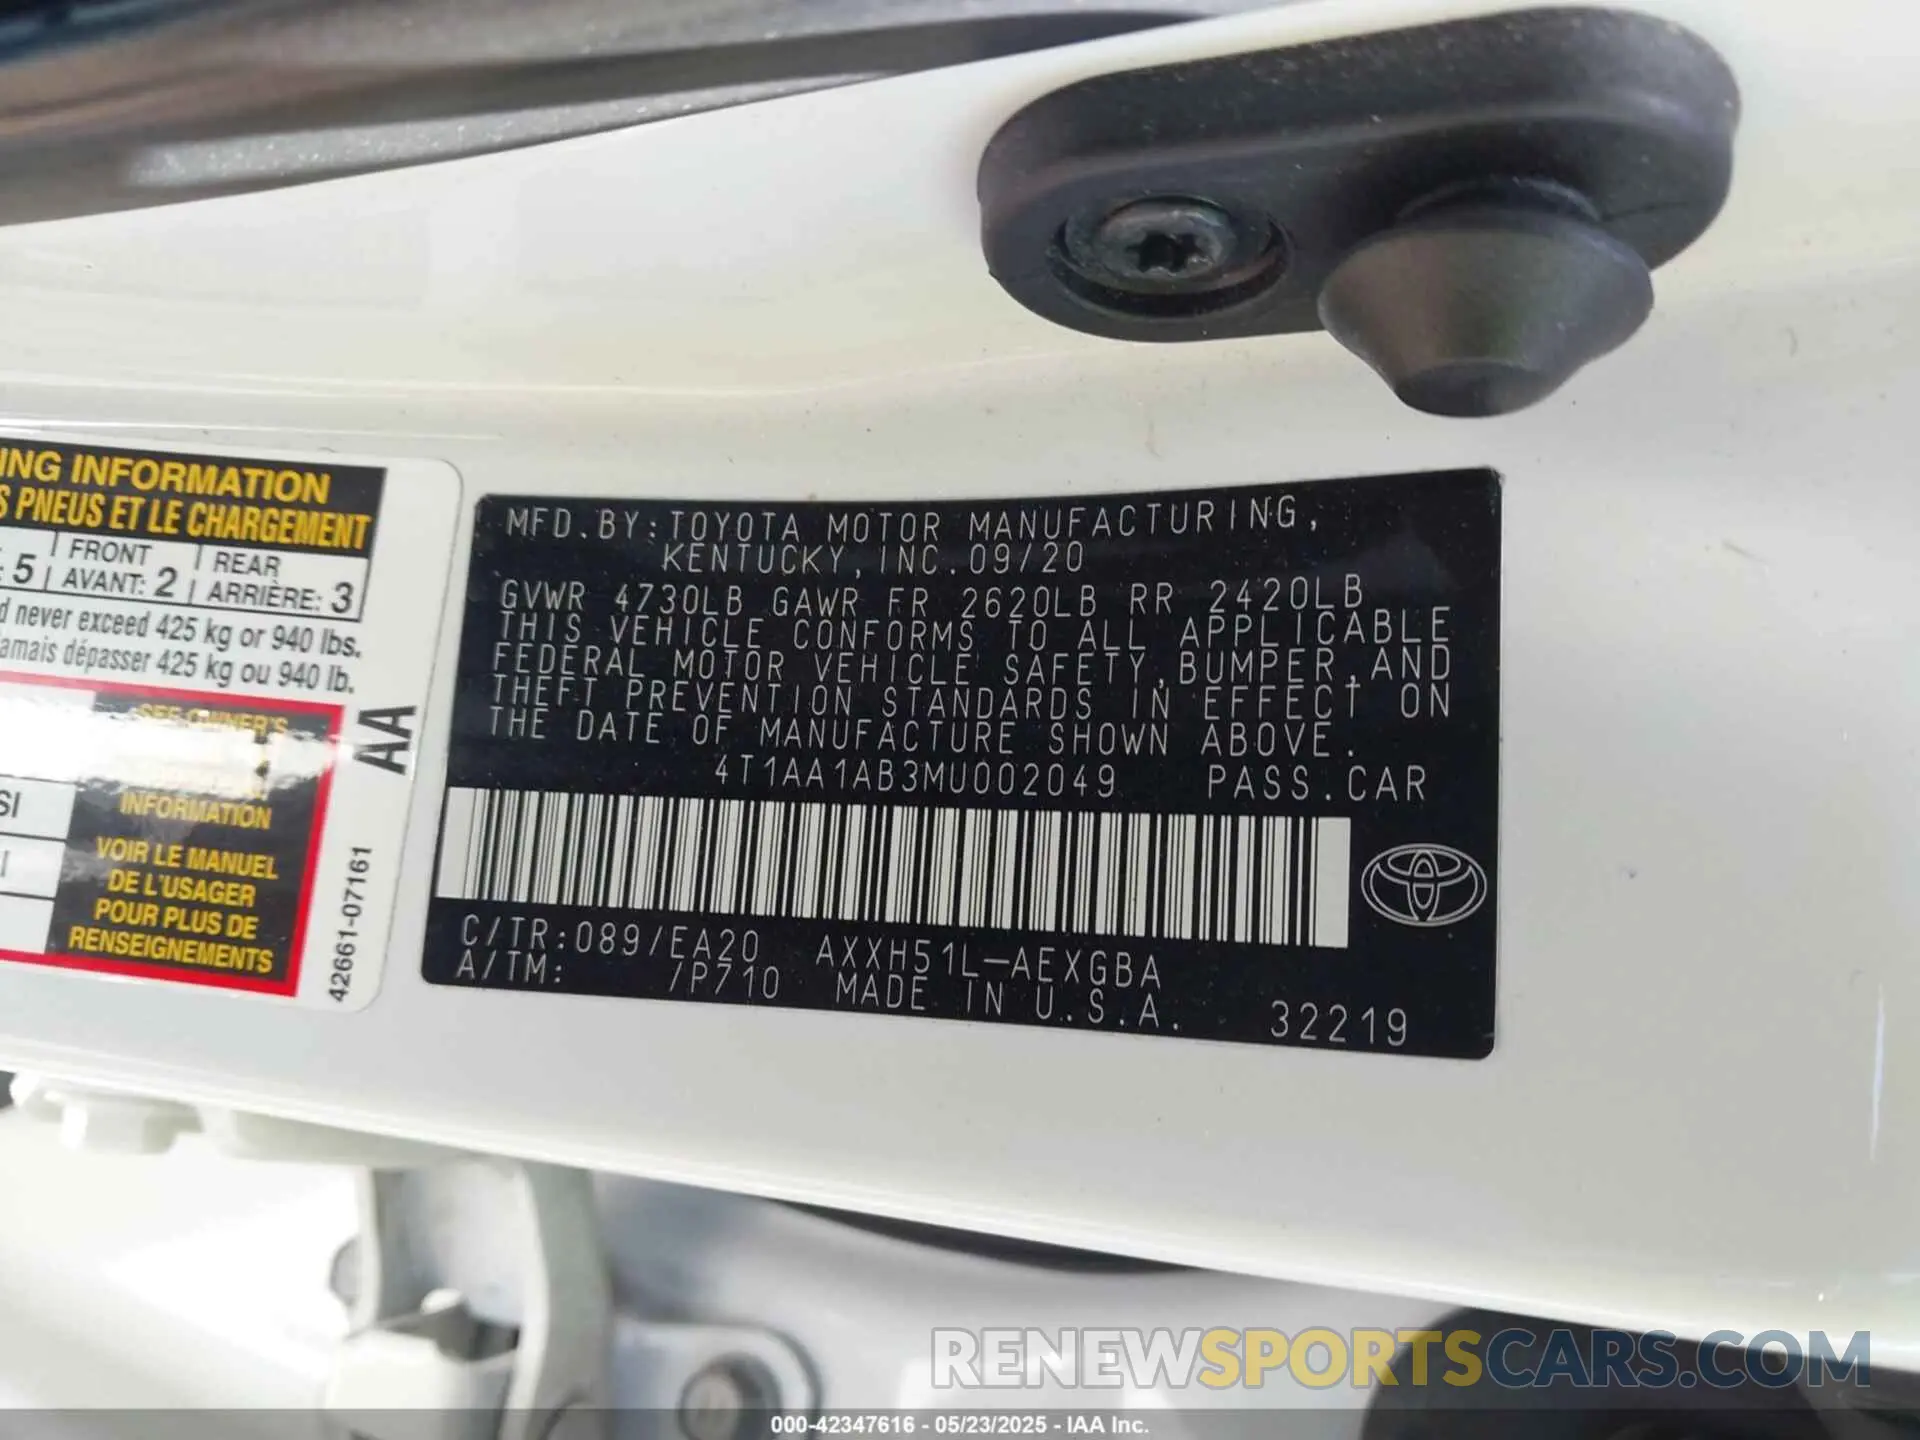 ING INFORMATION
S PNEUS ET LE CHARGEMENT
: 5 | FRONT AVANT: 2 | REAR ARRIÈRE: 3
d never exceed 425 kg or 940 lbs.
jamais dépasser 425 kg ou 940 lb.
SEE OWNER'S
INFORMATION
SI
VOIR LE MANUEL
DE L'USAGER
POUR PLUS DE
RENSEIGNEMENTS
AA
42661-07161
MFD.BY:TOYOTA MOTOR MANUFACTURING,
KENTUCKY, INC. 09/20
GVWR 4730LB GAWR FR 2620LB RR 2420LB
THIS VEHICLE CONFORMS TO ALL APPLICABLE
FEDERAL MOTOR VEHICLE SAFETY,BUMPER,AND
THEFT PREVENTION STANDARDS IN EFFECT ON
THE DATE OF MANUFACTURE SHOWN ABOVE.
4T1AA1AB3MU002049 PASS.CAR
C/TR:089/EA20 AXXH51L-AEXGBA
A/TM: /P710 MADE IN U.S.A. 32219
RENEWSPORTSCARS.COM
000-42347616 - 05/23/2025 - IAA Inc.